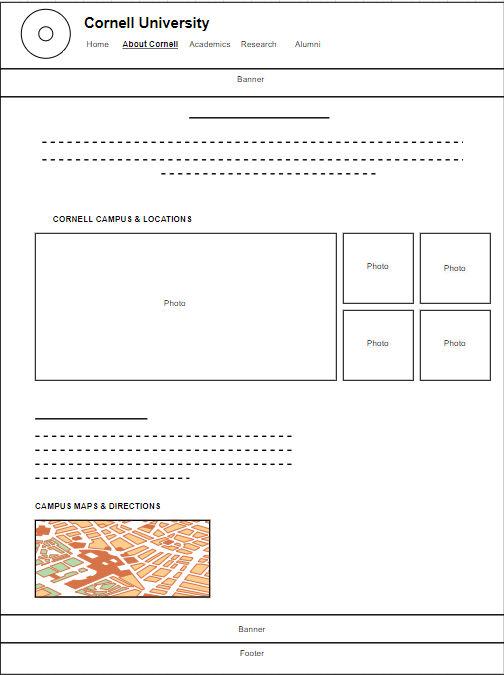 Cornell University
Home About Cornell Academics Research Alumni
Banner
CORNELL CAMPUS & LOCATIONS
Photo
Photo
Photo
Photo
Photo
CAMPUS MAPS & DIRECTIONS
Banner
Footer